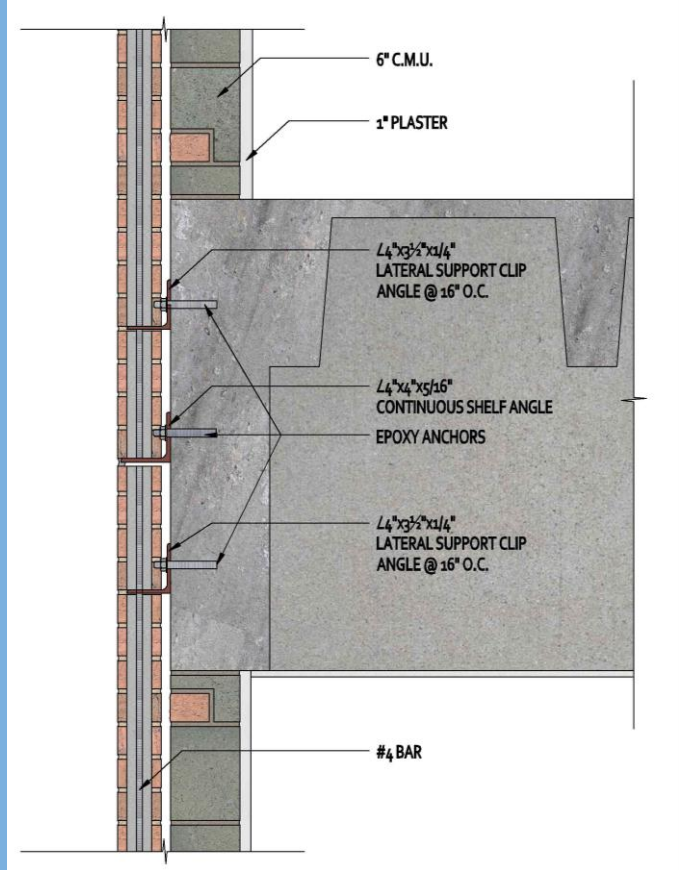 6" C.M.U.
1" PLASTER
∠4"x3½"x1/4"
LATERAL SUPPORT CLIP
ANGLE @ 16" O.C.
∠4"x4"x5/16"
CONTINUOUS SHELF ANGLE
EPOXY ANCHORS
∠4"x3½"x1/4"
LATERAL SUPPORT CLIP
ANGLE @ 16" O.C.
#4 BAR